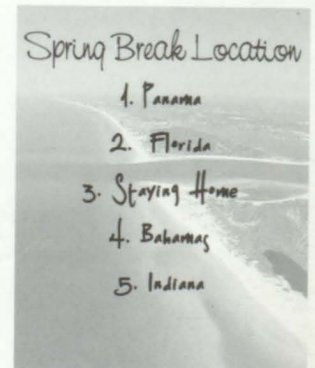 Spring Break Location
1. Panama
2. Florida
3. Staying Home
4. Bahamas
5. Indiana